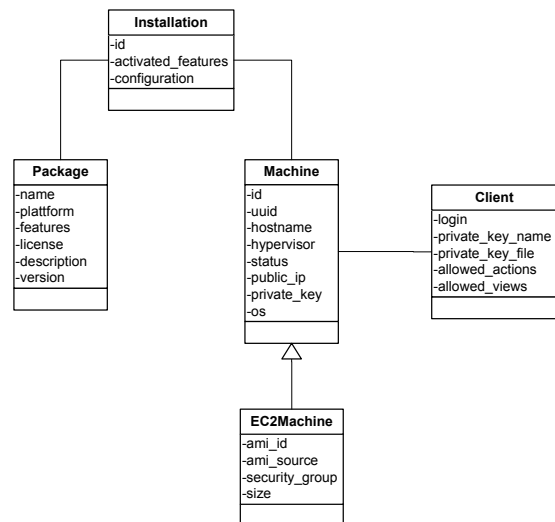 Installation
-id
-activated_features
-configuration
Package
-name
-plattform
-features
-license
-description
-version
Machine
-id
-uuid
-hostname
-hypervisor
-status
-public_ip
-private_key
-os
Client
-login
-private_key_name
-private_key_file
-allowed_actions
-allowed_views
EC2Machine
-ami_id
-ami_source
-security_group
-size